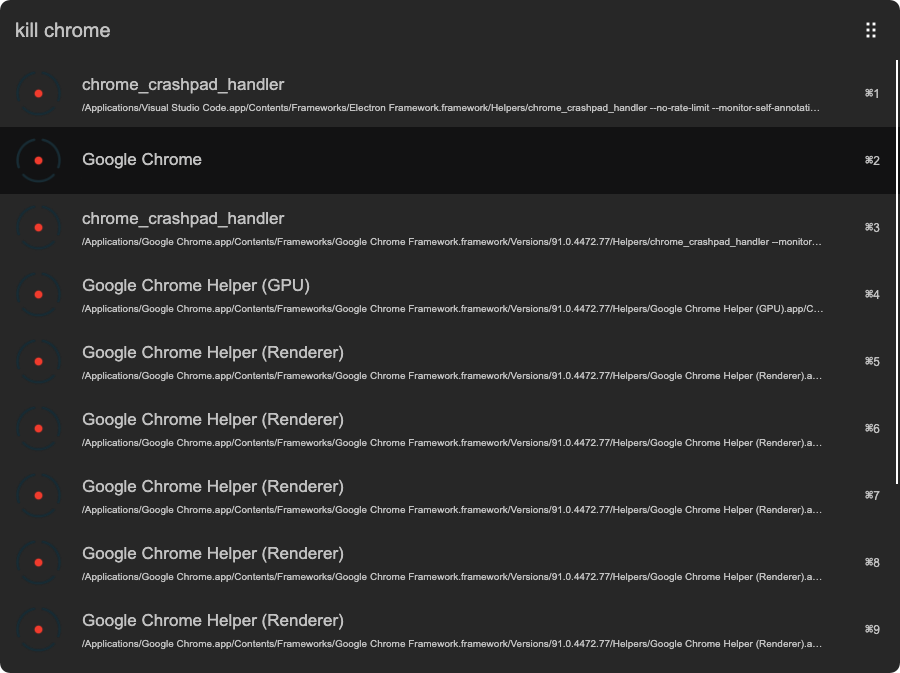 kill chrome
chrome_crashpad_handler
/Applications/Visual Studio Code.app/Contents/Frameworks/Electron Framework.framework/Helpers/chrome_crashpad_handler --no-rate-limit --monitor-self-annotati…
⌘1
Google Chrome
⌘2
chrome_crashpad_handler
/Applications/Google Chrome.app/Contents/Frameworks/Google Chrome Framework.framework/Versions/91.0.4472.77/Helpers/chrome_crashpad_handler --monitor…
⌘3
Google Chrome Helper (GPU)
/Applications/Google Chrome.app/Contents/Frameworks/Google Chrome Framework.framework/Versions/91.0.4472.77/Helpers/Google Chrome Helper (GPU).app/C…
⌘4
Google Chrome Helper (Renderer)
/Applications/Google Chrome.app/Contents/Frameworks/Google Chrome Framework.framework/Versions/91.0.4472.77/Helpers/Google Chrome Helper (Renderer).a…
⌘5
Google Chrome Helper (Renderer)
/Applications/Google Chrome.app/Contents/Frameworks/Google Chrome Framework.framework/Versions/91.0.4472.77/Helpers/Google Chrome Helper (Renderer).a…
⌘6
Google Chrome Helper (Renderer)
/Applications/Google Chrome.app/Contents/Frameworks/Google Chrome Framework.framework/Versions/91.0.4472.77/Helpers/Google Chrome Helper (Renderer).a…
⌘7
Google Chrome Helper (Renderer)
/Applications/Google Chrome.app/Contents/Frameworks/Google Chrome Framework.framework/Versions/91.0.4472.77/Helpers/Google Chrome Helper (Renderer).a…
⌘8
Google Chrome Helper (Renderer)
/Applications/Google Chrome.app/Contents/Frameworks/Google Chrome Framework.framework/Versions/91.0.4472.77/Helpers/Google Chrome Helper (Renderer).a…
⌘9